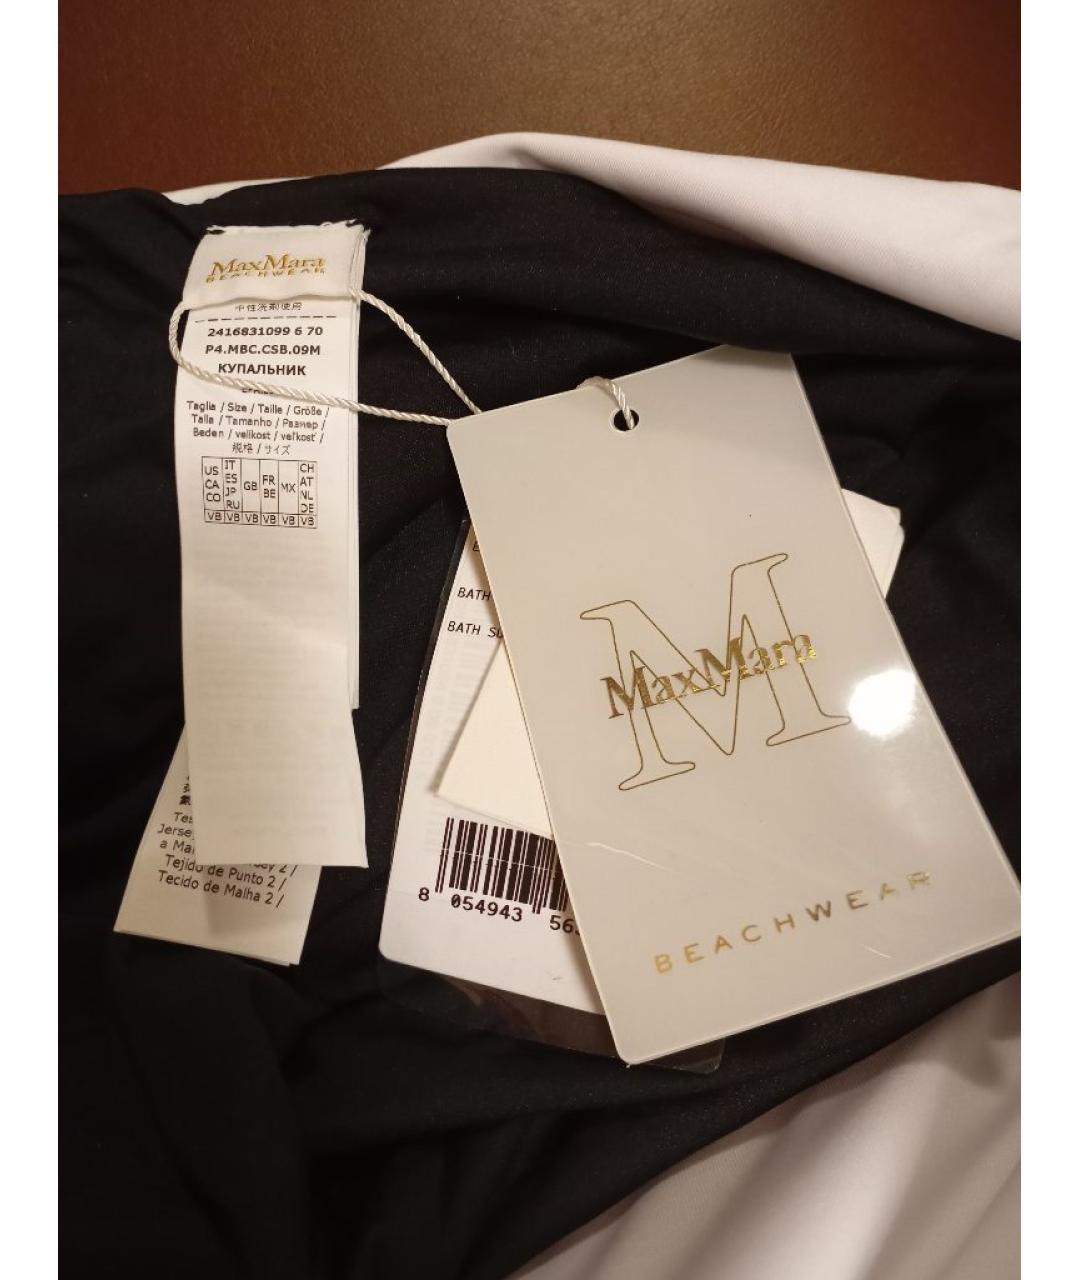 MaxMara
BEACHWEAR
中性洗剤使用
2416831099 6 70
P4.MBC.CSB.09M
КУПАЛЬНИК
Taglia / Size / Taille / Größe /
Talla / Tamanho / Размер /
Beden / velikost / veľkosť /
規格 / サイズ
US CA CO
IT ES JP RU
GB
FR BE
MX
CH AT NL DE
VB VB VB VB VB VB
a
Tejido de Punto 2 /
Tecido de Malha 2 /
BATH
BATH
8 054943
M
MaxMara
BEACHWEAR